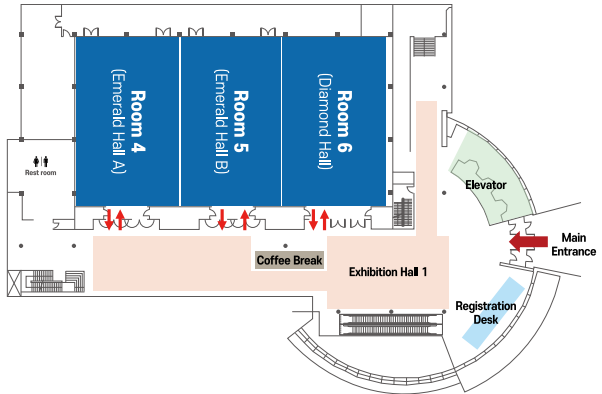 Room 4
(Emerald Hall A)
Room 5
(Emerald Hall B)
Room 6
(Diamond Hall)
Rest room
Elevator
Main
Entrance
Coffee Break
Exhibition Hall 1
Registration
Desk